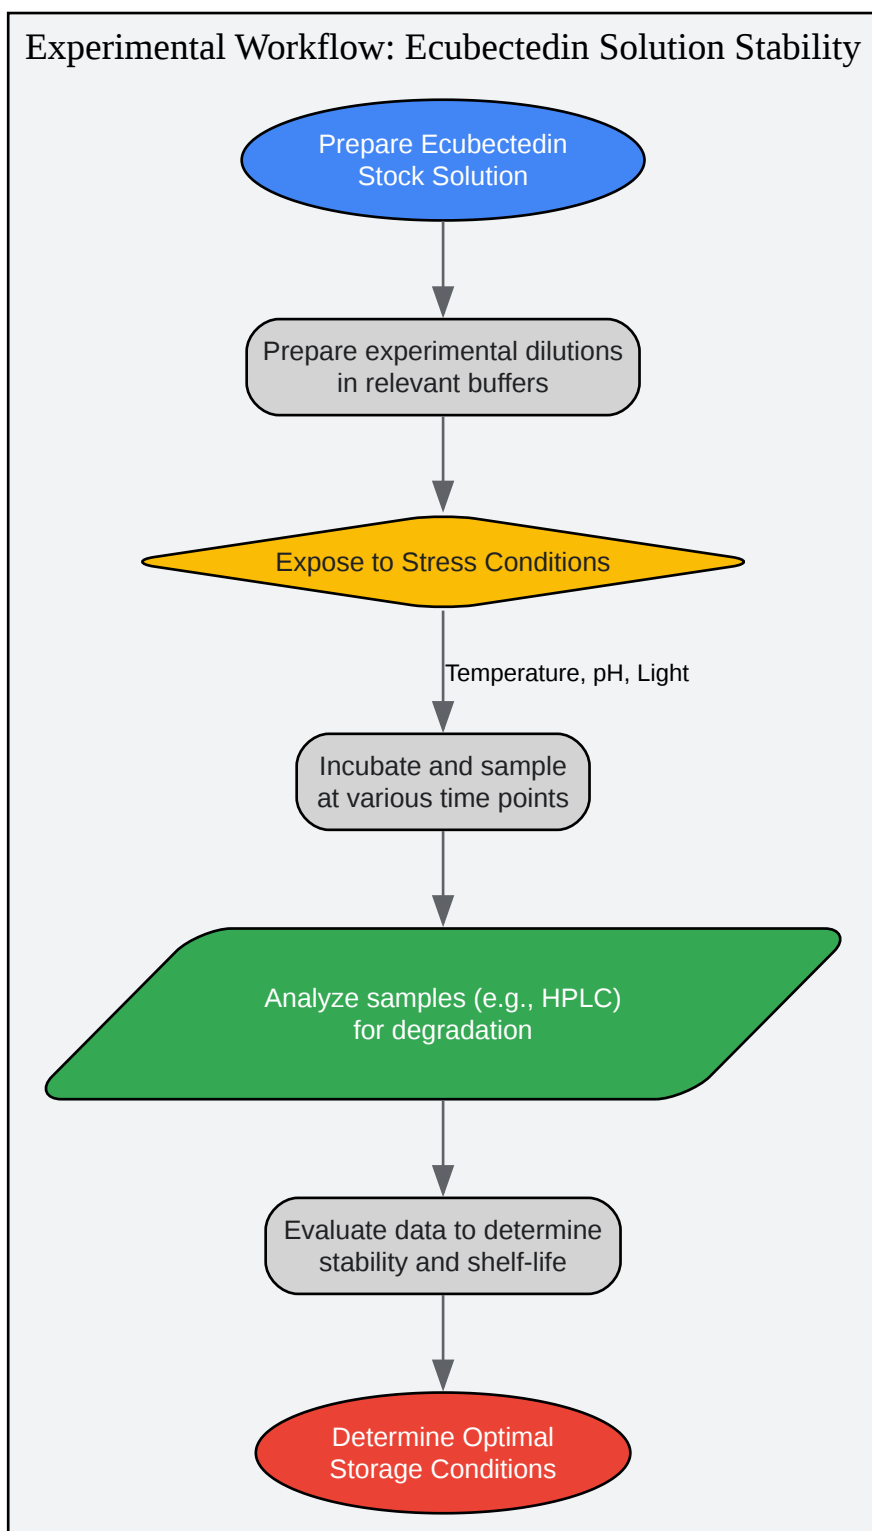 Experimental Workflow: Ecubectedin Solution Stability
Prepare Ecubectedin
Stock Solution
Prepare experimental dilutions
in relevant buffers
Expose to Stress Conditions
Temperature, pH, Light
Incubate and sample
at various time points
Analyze samples (e.g., HPLC)
for degradation
Evaluate data to determine
stability and shelf-life
Determine Optimal
Storage Conditions